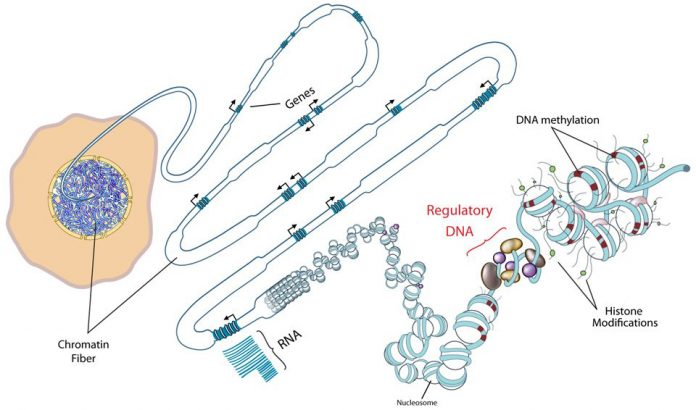 Genes
DNA methylation
Regulatory
DNA
Histone
Modifications
Chromatin
Fiber
RNA
Nucleosome